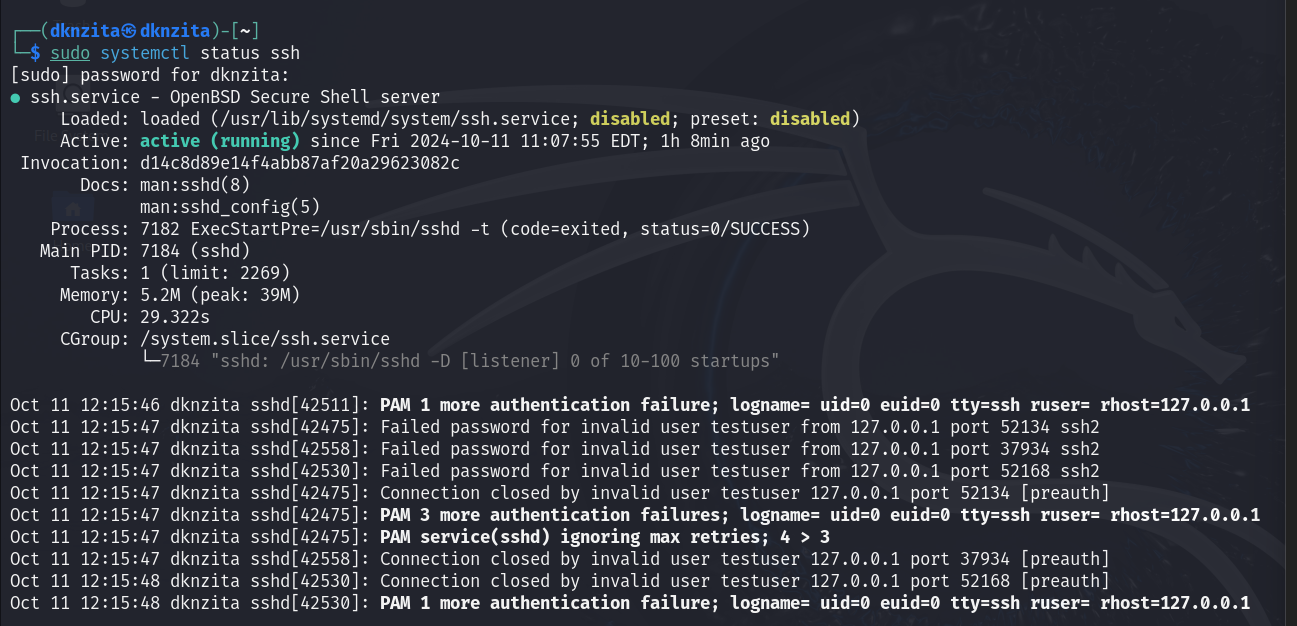 ┌──(dknzita㉿dknzita)-[~]
└─$ sudo systemctl status ssh
[sudo] password for dknzita:
● ssh.service - OpenBSD Secure Shell server
     Loaded: loaded (/usr/lib/systemd/system/ssh.service; disabled; preset: disabled)
     Active: active (running) since Fri 2024-10-11 11:07:55 EDT; 1h 8min ago
 Invocation: d14c8d89e14f4abb87af20a29623082c
       Docs: man:sshd(8)
             man:sshd_config(5)
    Process: 7182 ExecStartPre=/usr/sbin/sshd -t (code=exited, status=0/SUCCESS)
   Main PID: 7184 (sshd)
      Tasks: 1 (limit: 2269)
     Memory: 5.2M (peak: 39M)
        CPU: 29.322s
     CGroup: /system.slice/ssh.service
             └─7184 "sshd: /usr/sbin/sshd -D [listener] 0 of 10-100 startups"

Oct 11 12:15:46 dknzita sshd[42511]: PAM 1 more authentication failure; logname= uid=0 euid=0 tty=ssh ruser= rhost=127.0.0.1
Oct 11 12:15:47 dknzita sshd[42475]: Failed password for invalid user testuser from 127.0.0.1 port 52134 ssh2
Oct 11 12:15:47 dknzita sshd[42558]: Failed password for invalid user testuser from 127.0.0.1 port 37934 ssh2
Oct 11 12:15:47 dknzita sshd[42530]: Failed password for invalid user testuser from 127.0.0.1 port 52168 ssh2
Oct 11 12:15:47 dknzita sshd[42475]: Connection closed by invalid user testuser 127.0.0.1 port 52134 [preauth]
Oct 11 12:15:47 dknzita sshd[42475]: PAM 3 more authentication failures; logname= uid=0 euid=0 tty=ssh ruser= rhost=127.0.0.1
Oct 11 12:15:47 dknzita sshd[42475]: PAM service(sshd) ignoring max retries; 4 > 3
Oct 11 12:15:47 dknzita sshd[42558]: Connection closed by invalid user testuser 127.0.0.1 port 37934 [preauth]
Oct 11 12:15:48 dknzita sshd[42530]: Connection closed by invalid user testuser 127.0.0.1 port 52168 [preauth]
Oct 11 12:15:48 dknzita sshd[42530]: PAM 1 more authentication failure; logname= uid=0 euid=0 tty=ssh ruser= rhost=127.0.0.1